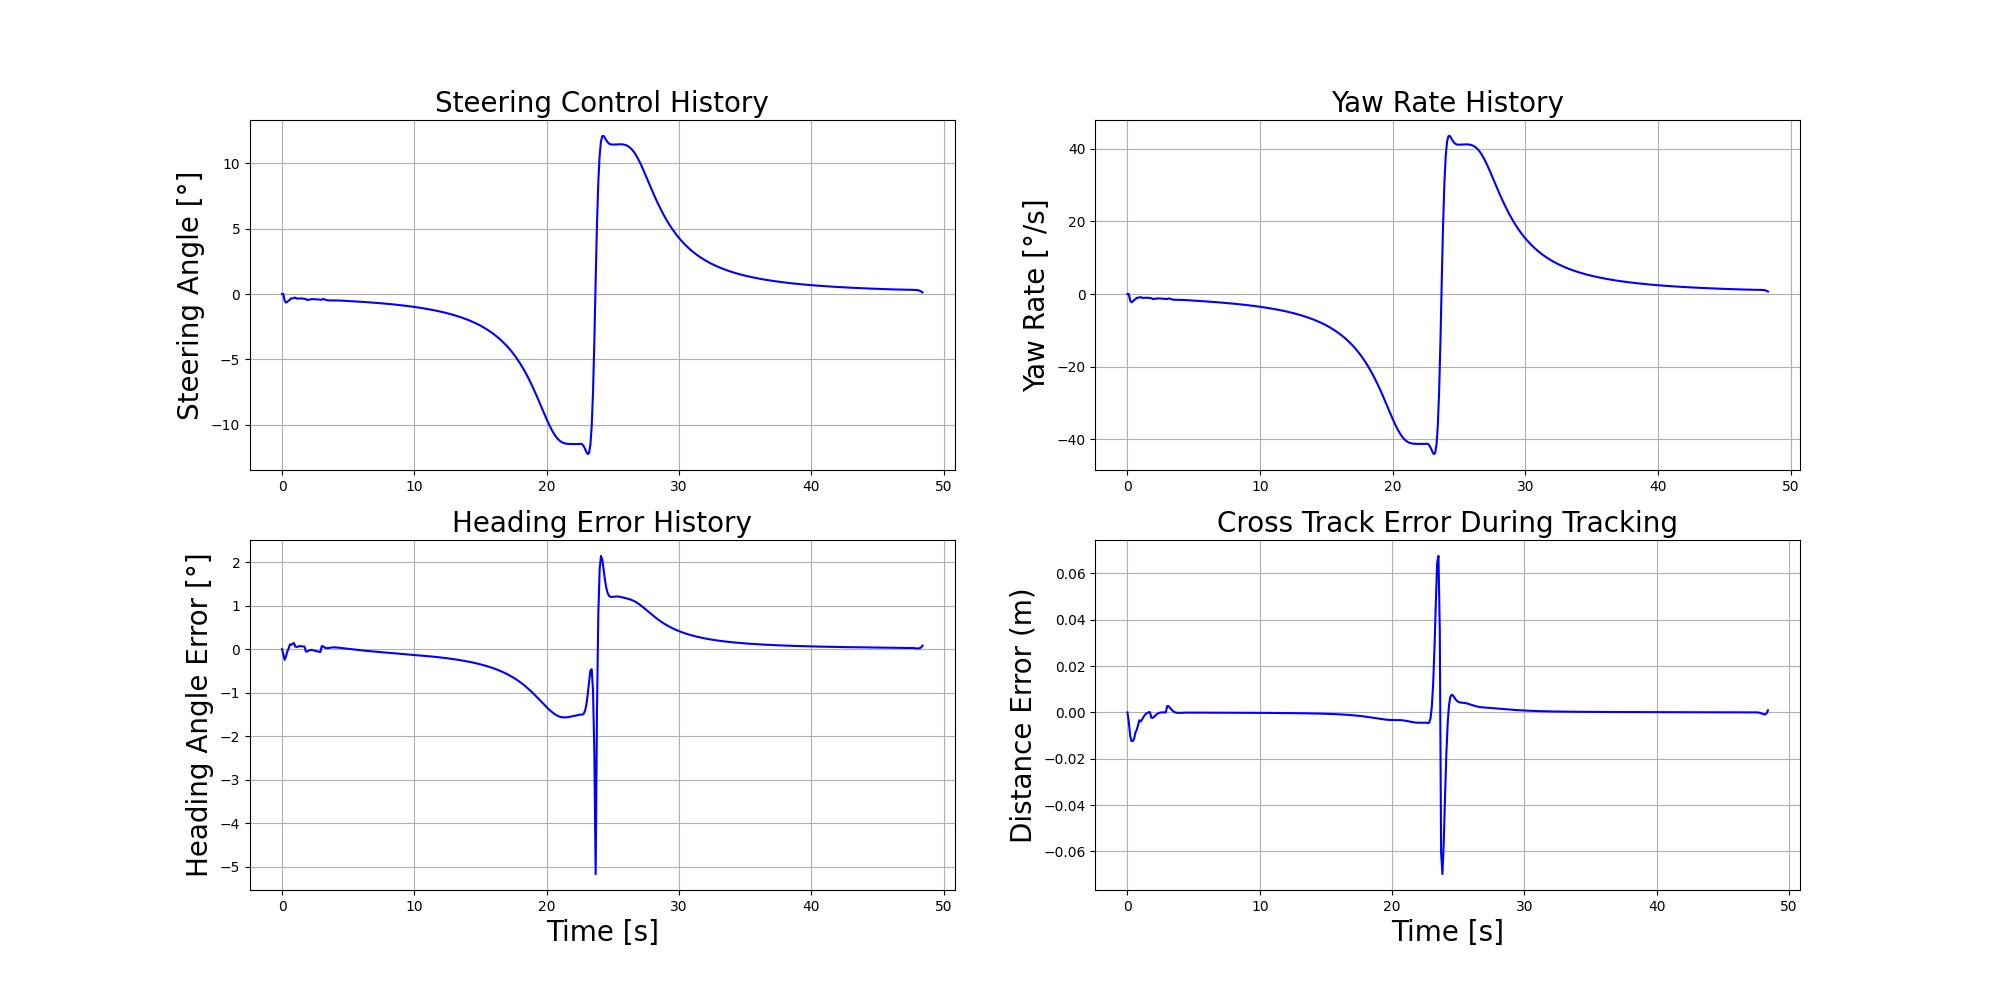 Steering Control History
Steering Angle [°]
10
5
0
−5
−10
0 10 20 30 40 50
Yaw Rate History
Yaw Rate [°/s]
40
20
0
−20
−40
0 10 20 30 40 50
Heading Error History
Heading Angle Error [°]
2
1
0
−1
−2
−3
−4
−5
0 10 20 30 40 50
Time [s]
Cross Track Error During Tracking
Distance Error (m)
0.06
0.04
0.02
0.00
−0.02
−0.04
−0.06
0 10 20 30 40 50
Time [s]